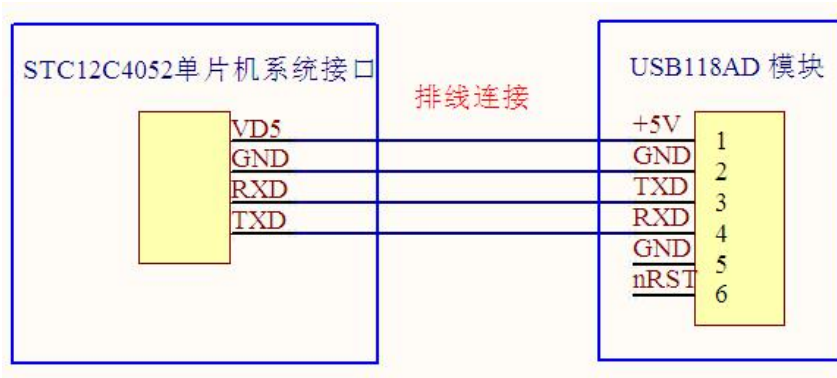 STC12C4052单片机系统接口
USB118AD 模块
排线连接
VD5
GND
RXD
TXD
+5V
GND
TXD
RXD
GND
nRST
1
2
3
4
5
6